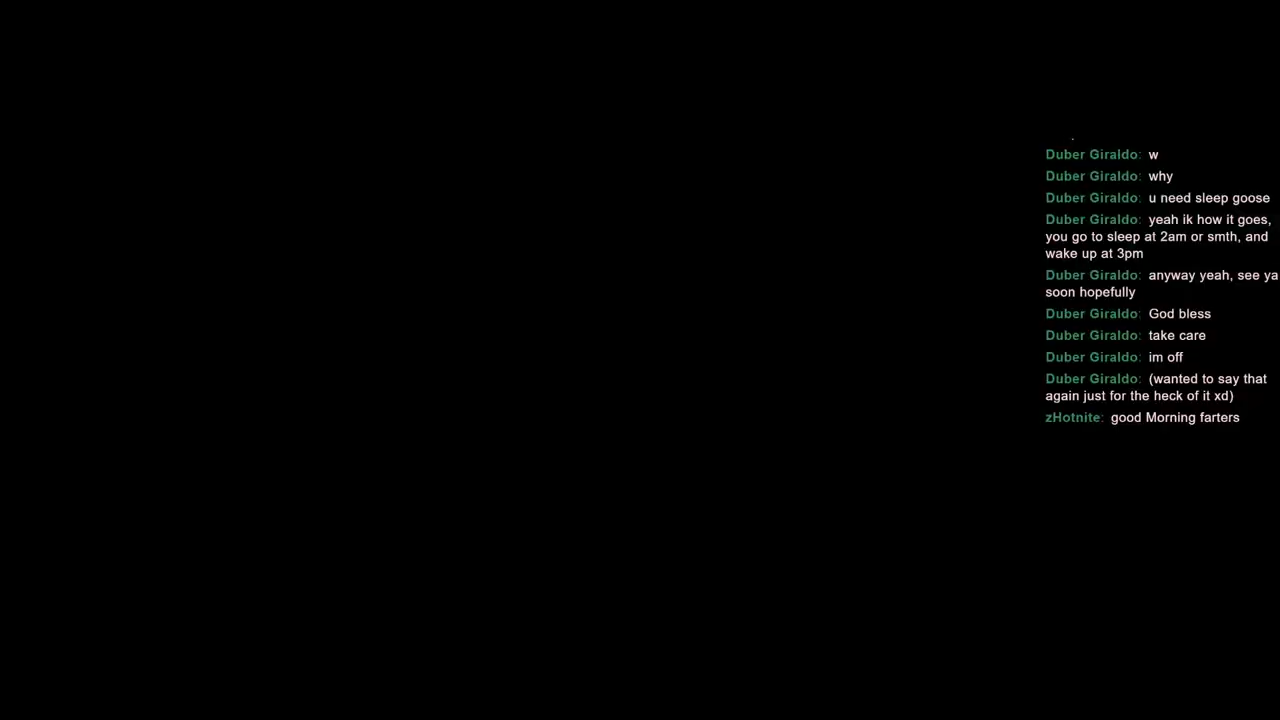 Duber Giraldo: w
Duber Giraldo: why
Duber Giraldo: u need sleep goose
Duber Giraldo: yeah ik how it goes,
you go to sleep at 2am or smth, and
wake up at 3pm
Duber Giraldo: anyway yeah, see ya
soon hopefully
Duber Giraldo: God bless
Duber Giraldo: take care
Duber Giraldo: im off
Duber Giraldo: (wanted to say that
again just for the heck of it xd)
zHotnite: good Morning farters